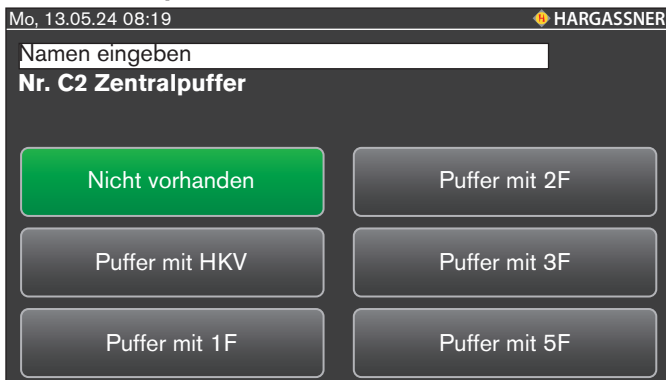 Mo, 13.05.24 08:19 HARGASSNER
Namen eingeben
Nr. C2 Zentralpuffer
Nicht vorhanden Puffer mit 2F
Puffer mit HKV Puffer mit 3F
Puffer mit 1F Puffer mit 5F